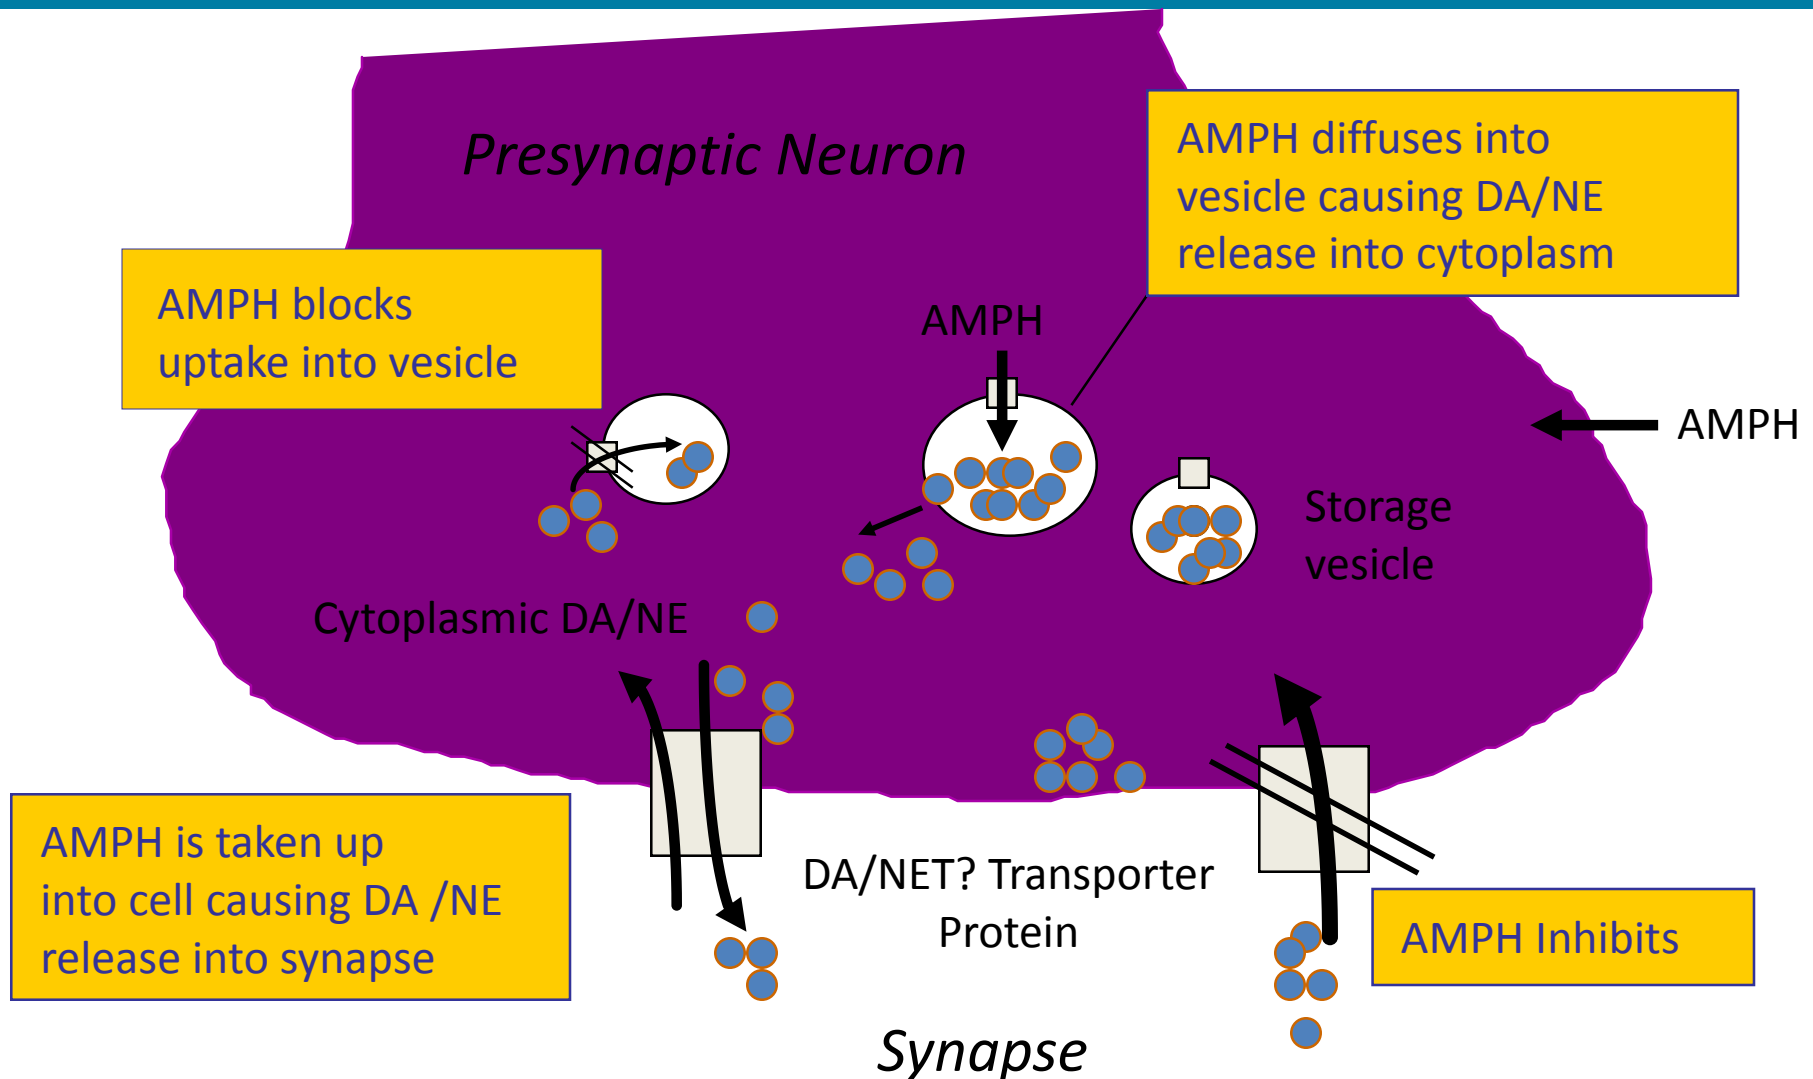 Presynaptic Neuron
AMPH diffuses into
vesicle causing DA/NE
release into cytoplasm
AMPH blocks
uptake into vesicle
AMPH
AMPH
Storage
vesicle
Cytoplasmic DA/NE
AMPH is taken up
into cell causing DA /NE
release into synapse
DA/NET? Transporter
Protein
AMPH Inhibits
Synapse